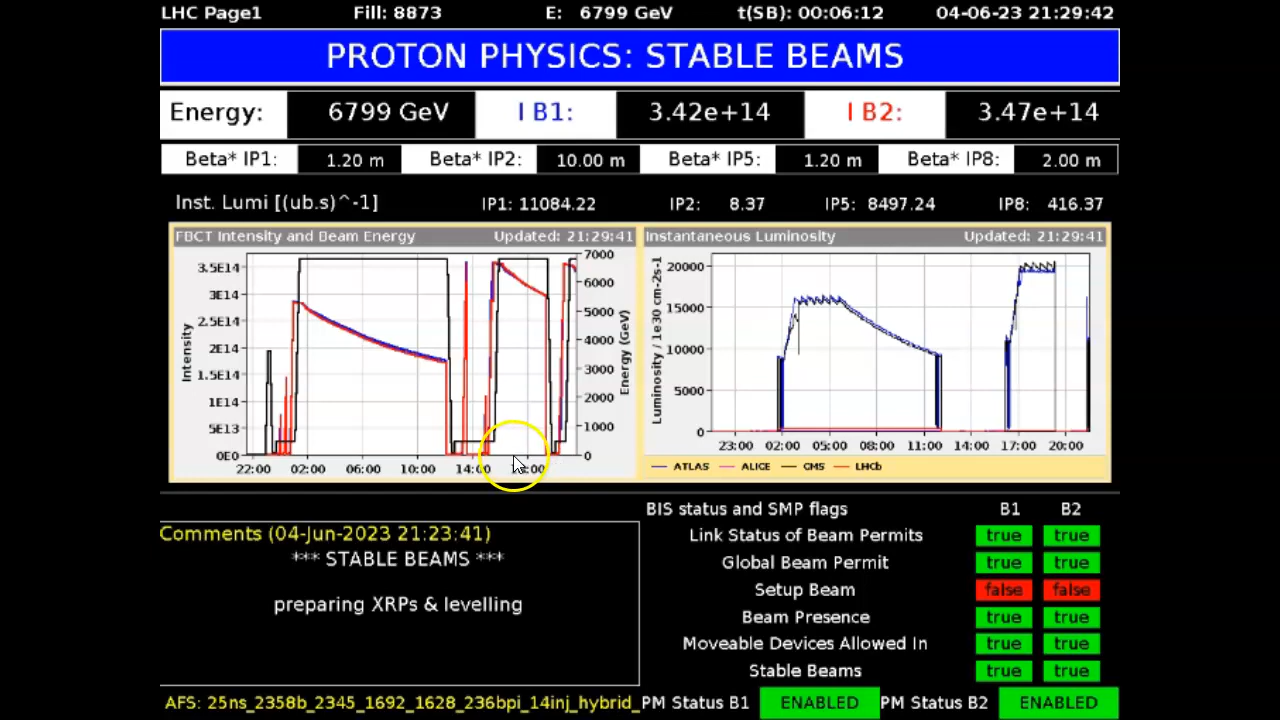 LHC Page1 Fill: 8873 E: 6799 GeV t(SB): 00:06:12 04-06-23 21:29:42
PROTON PHYSICS: STABLE BEAMS
Energy: 6799 GeV I B1: 3.42e+14 I B2: 3.47e+14
Beta* IP1: 1.20 m Beta* IP2: 10.00 m Beta* IP5: 1.20 m Beta* IP8: 2.00 m
Inst. Lumi [(ub.s)^-1] IP1: 11084.22 IP2: 8.37 IP5: 8497.24 IP8: 416.37
FBCT Intensity and Beam Energy Updated: 21:29:41
3.5E14
3E14
2.5E14
2E14
1.5E14
1E14
5E13
0E0
Intensity
7000
6000
5000
4000
3000
2000
1000
0
Energy (GeV)
22:00 02:00 06:00 10:00 14:00 18:00
Instantaneous Luminosity Updated: 21:29:41
20000
15000
10000
5000
0
Luminosity / 1e30 cm-2s-1
23:00 02:00 05:00 08:00 11:00 14:00 17:00 20:00
ATLAS ALICE CMS LHCb
Comments (04-Jun-2023 21:23:41)
*** STABLE BEAMS ***
preparing XRPs & levelling
BIS status and SMP flags B1 B2
Link Status of Beam Permits true true
Global Beam Permit true true
Setup Beam false false
Beam Presence true true
Moveable Devices Allowed In true true
Stable Beams true true
AFS: 25ns_2358b_2345_1692_1628_236bpi_14inj_hybrid_ PM Status B1 ENABLED PM Status B2 ENABLED